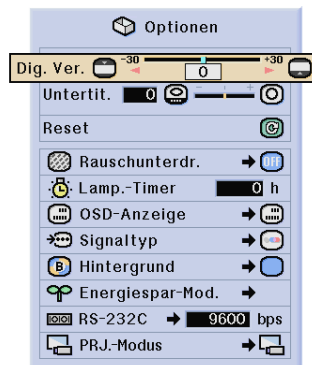 Optionen
-30 +30
Dig. Ver. 0
Untertit. 0
Reset
Rauschunterdr. OFF
Lamp.-Timer 0 h
OSD-Anzeige
Signaltyp
B Hintergrund
Energiespar-Mod.
RS-232C 9600 bps
PRJ.-Modus